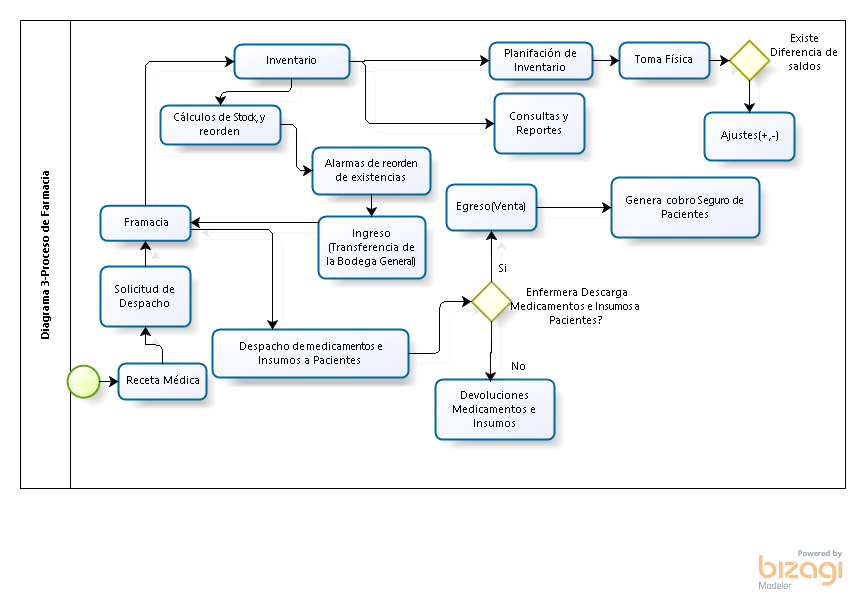 Diagrama 3-Proceso de Farmacia
Inventario
Planifación de
Inventario
Toma Física
Existe
Diferencia de
saldos
Cálculos de Stock,y
reorden
Consultas y
Reportes
Ajustes(+,-)
Alarmas de reorden
de existencias
Framacia
Ingreso
(Transferencia de
la Bodega General)
Egreso(Venta)
Genera cobro Seguro de
Pacientes
Si
Solicitud de
Despacho
Enfermera Descarga
Medicamentos e Insumos a
Pacientes?
Despacho de medicamentos e
Insumos a Pacientes
No
Receta Médica
Devoluciones
Medicamentos e
Insumos
Powered by
bizagi
Modeler